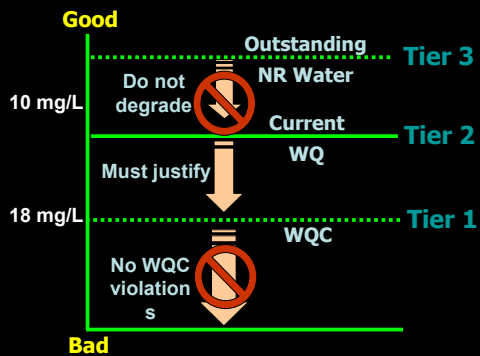 Good
Outstanding
Tier 3
NR Water
Do not
degrade
10 mg/L
Current
Tier 2
WQ
Must justify
18 mg/L
Tier 1
WQC
No WQC
violation
s
Bad